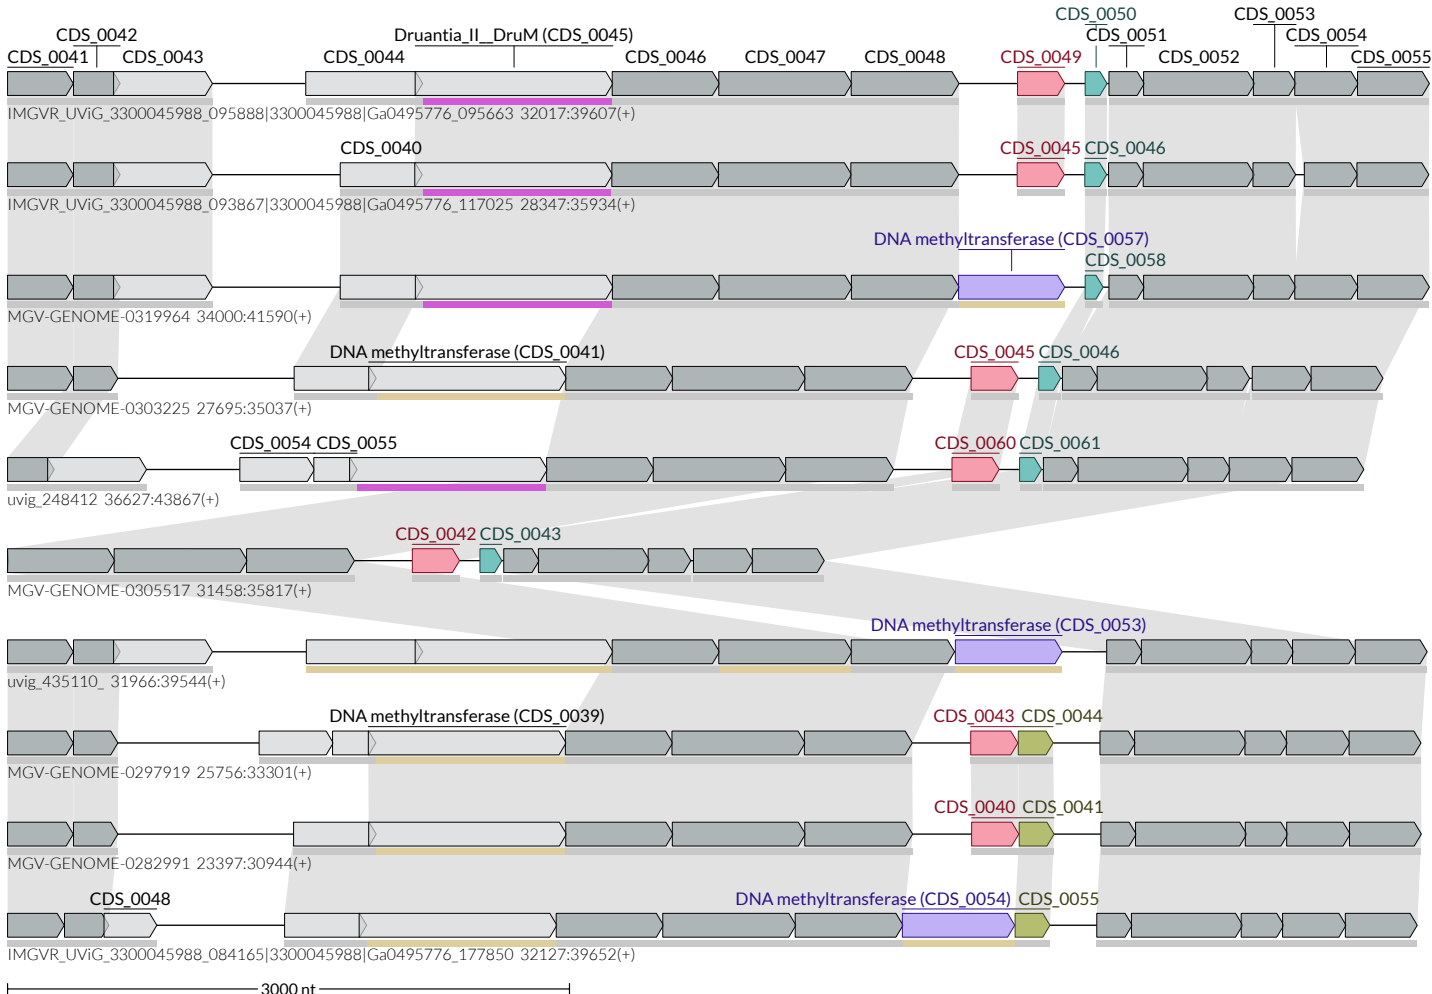 CDS_0050
CDS_0042 Druantia_II__DruM (CDS_0045) CDS_0051 CDS_0053 CDS_0054
CDS_0041 CDS_0043 CDS_0044 CDS_0046 CDS_0047 CDS_0048 CDS_0049 CDS_0052 CDS_0055
IMGVR_UViG_3300045988_095888|3300045988|Ga0495776_095663 32017:39607(+)
CDS_0040 CDS_0045 CDS_0046
IMGVR_UViG_3300045988_093867|3300045988|Ga0495776_117025 28347:35934(+)
DNA methyltransferase (CDS_0057)
CDS_0058
MGV-GENOME-0319964 34000:41590(+)
DNA methyltransferase (CDS_0041) CDS_0045 CDS_0046
MGV-GENOME-0303225 27695:35037(+)
CDS_0054 CDS_0055 CDS_0060 CDS_0061
uvig_248412 36627:43867(+)
CDS_0042 CDS_0043
MGV-GENOME-0305517 31458:35817(+)
DNA methyltransferase (CDS_0053)
uvig_435110_ 31966:39544(+)
DNA methyltransferase (CDS_0039) CDS_0043 CDS_0044
MGV-GENOME-0297919 25756:33301(+)
CDS_0040 CDS_0041
MGV-GENOME-0282991 23397:30944(+)
CDS_0048 DNA methyltransferase (CDS_0054) CDS_0055
IMGVR_UViG_3300045988_084165|3300045988|Ga0495776_177850 32127:39652(+)
3000 nt